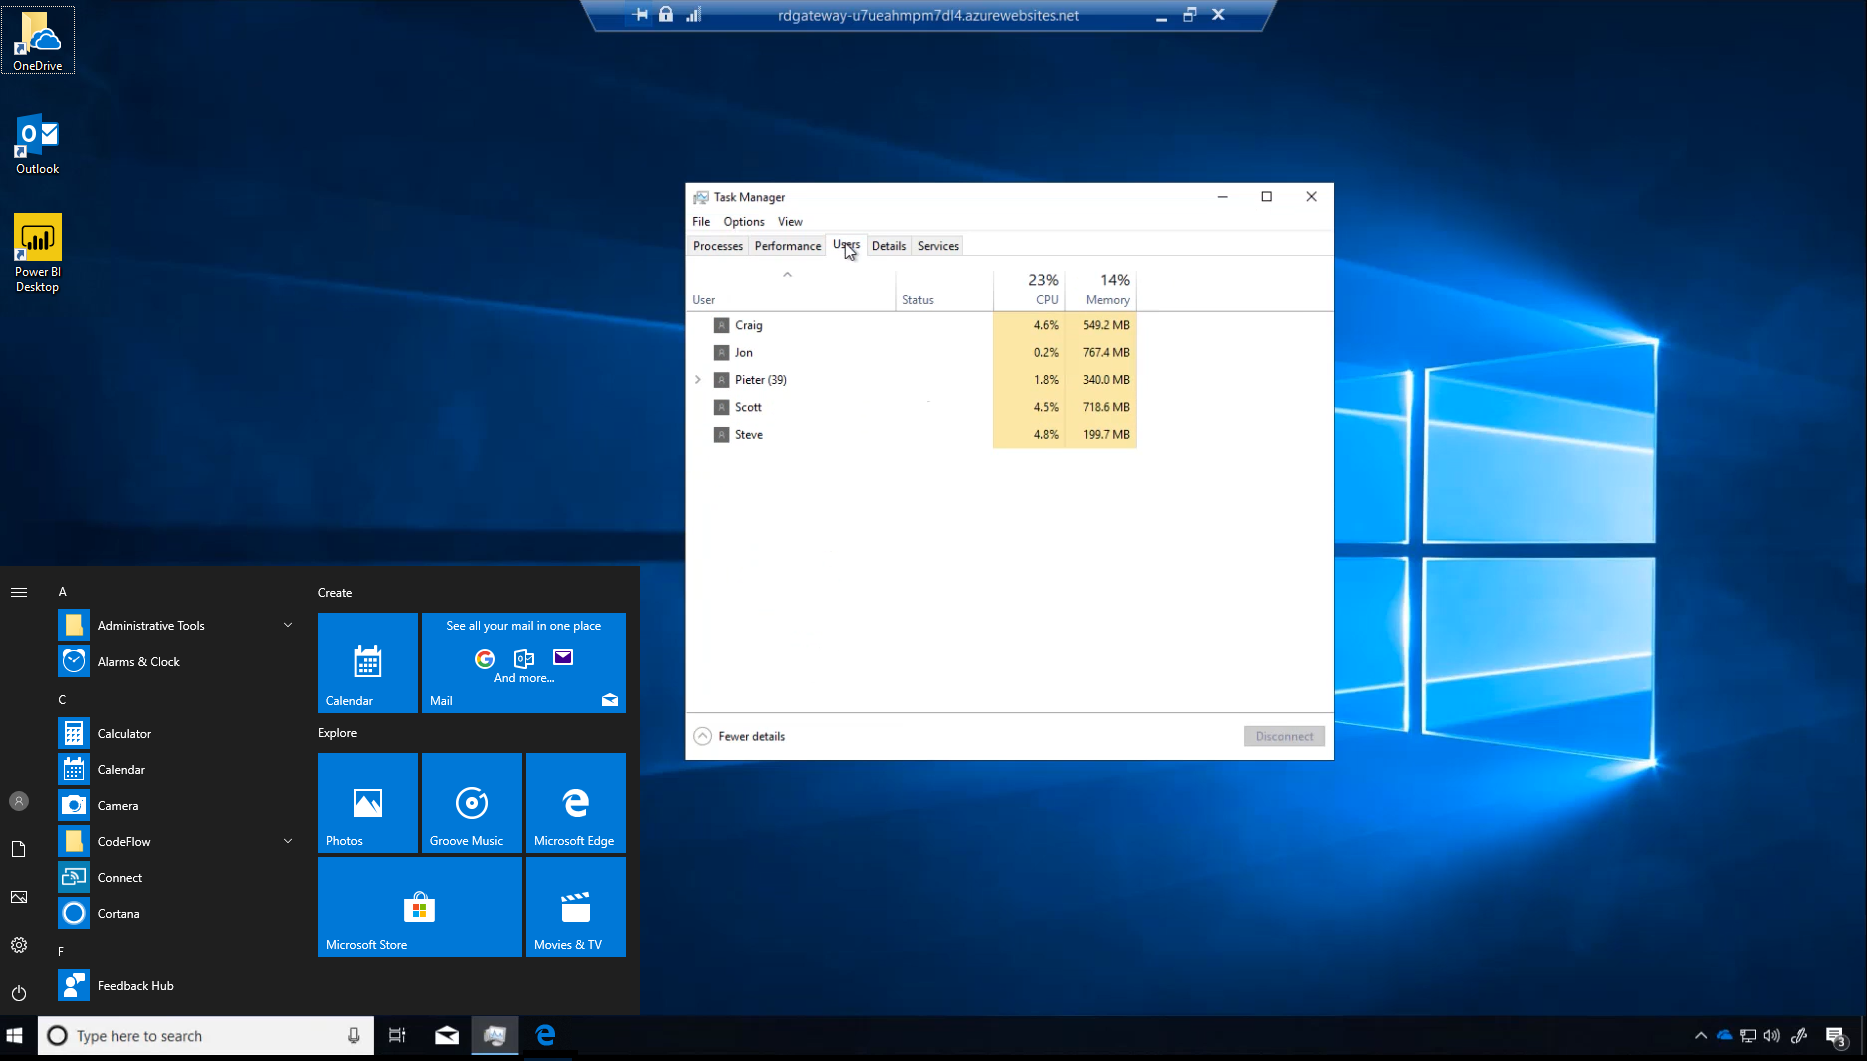 rdgateway-u7ueahmpm7dl4.azurewebsites.net
OneDrive
Outlook
Power BI
Desktop
Task Manager
File Options View
Processes Performance Users Details Services
23% 14%
User Status CPU Memory
Craig 4.6% 549.2 MB
Jon 0.2% 767.4 MB
Pieter (39) 1.8% 340.0 MB
Scott 4.5% 718.6 MB
Steve 4.8% 199.7 MB
Fewer details Disconnect
A
Administrative Tools
Alarms & Clock
C
Calculator
Calendar
Camera
CodeFlow
Connect
Cortana
F
Feedback Hub
Create
Calendar
See all your mail in one place
And more...
Mail
Explore
Photos
Groove Music
Microsoft Edge
Microsoft Store
Movies & TV
Type here to search
3